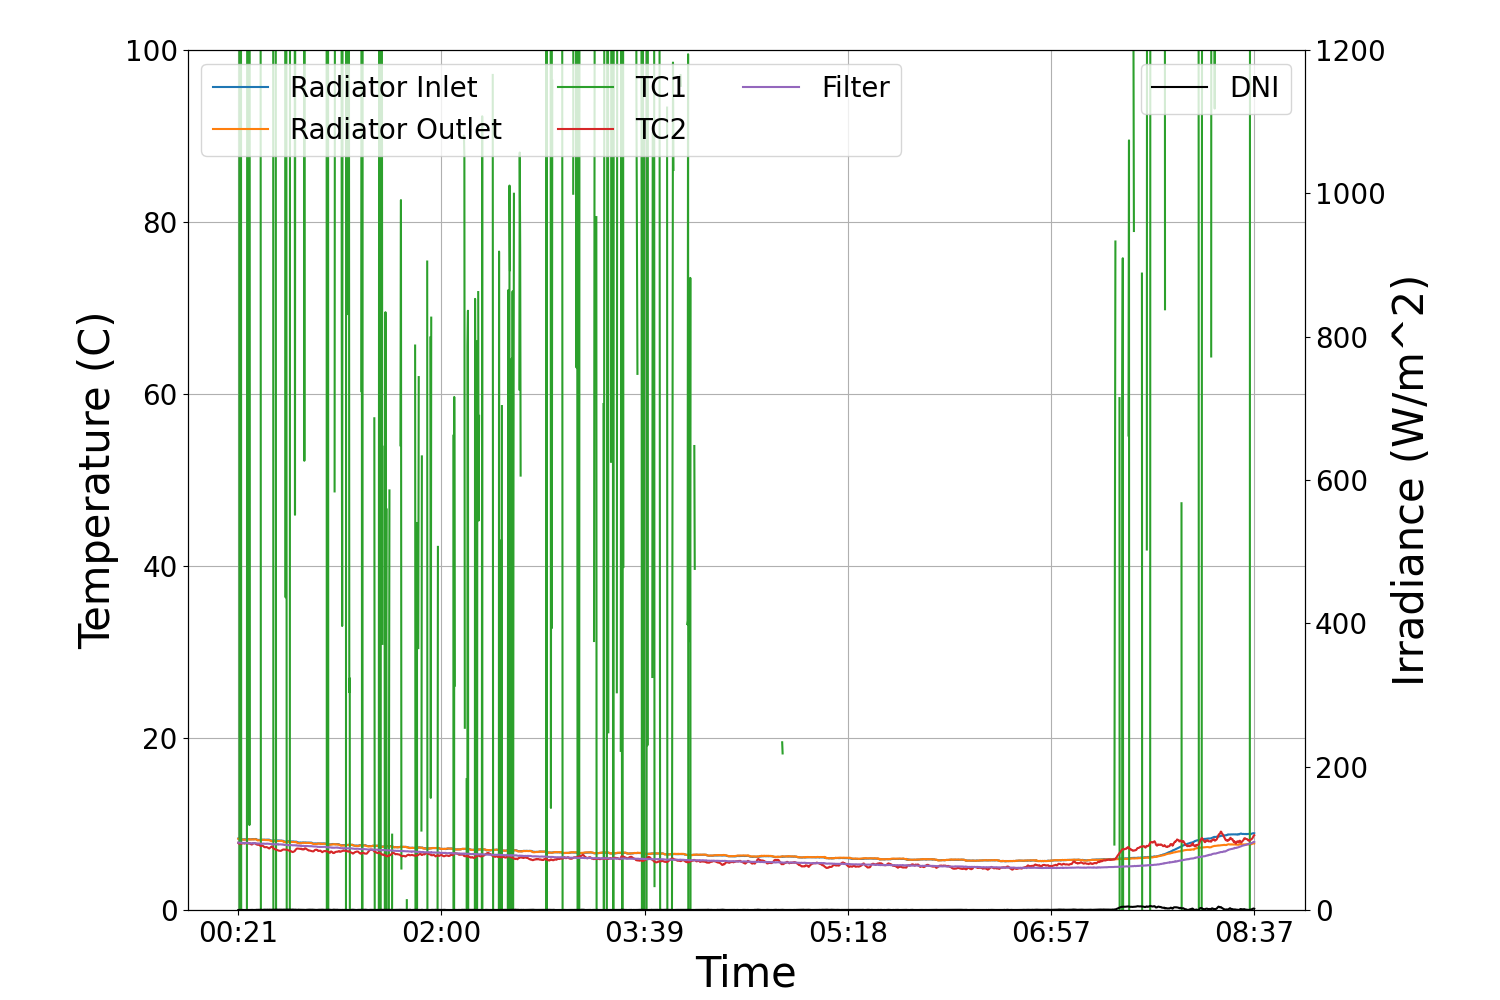 100
80
60
40
20
0
Temperature (C)
Radiator Inlet
Radiator Outlet
TC1
TC2
Filter
DNI
1200
1000
800
600
400
200
0
Irradiance (W/m^2)
00:21 02:00 03:39 05:18 06:57 08:37
Time